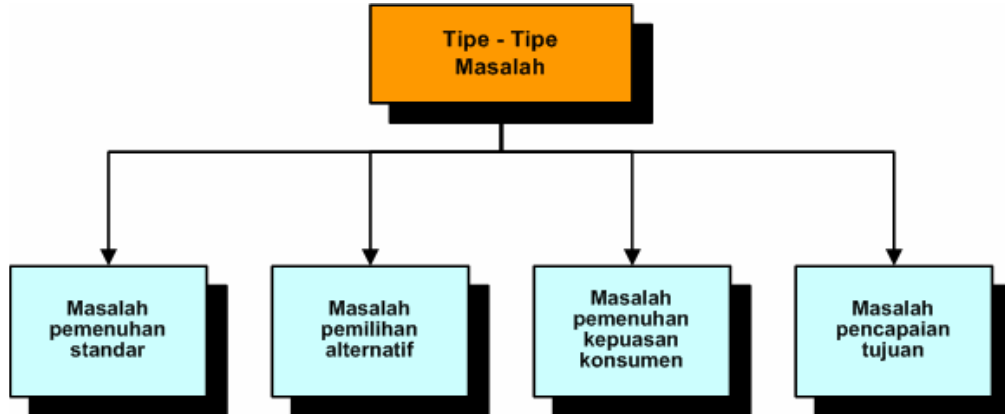 Tipe - Tipe
Masalah
Masalah
pemenuhan
standar
Masalah
pemilihan
alternatif
Masalah
pemenuhan
kepuasan
konsumen
Masalah
pencapaian
tujuan